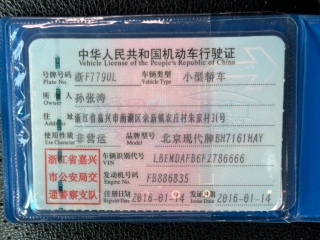 中华人民共和国机动车行驶证
Vehicle License of the People's Republic of China
号牌号码 Plate No. 浙F779UL 车辆类型 Vehicle Type 小型轿车
所有人 Owner 孙张涛
住址 Address 浙江省嘉兴市南湖区余新镇农庄村朱家村31号
使用性质 Use Character 非营运 品牌型号 Model 北京现代牌BH7161HAY
浙江省嘉兴市公安局交通警察支队
车辆识别代号 VIN LBEMDAFB6FZ786666
发动机号码 Engine No. FB886835
注册日期 Register Date 2016-01-14 发证日期 Issue Date 2016-01-14